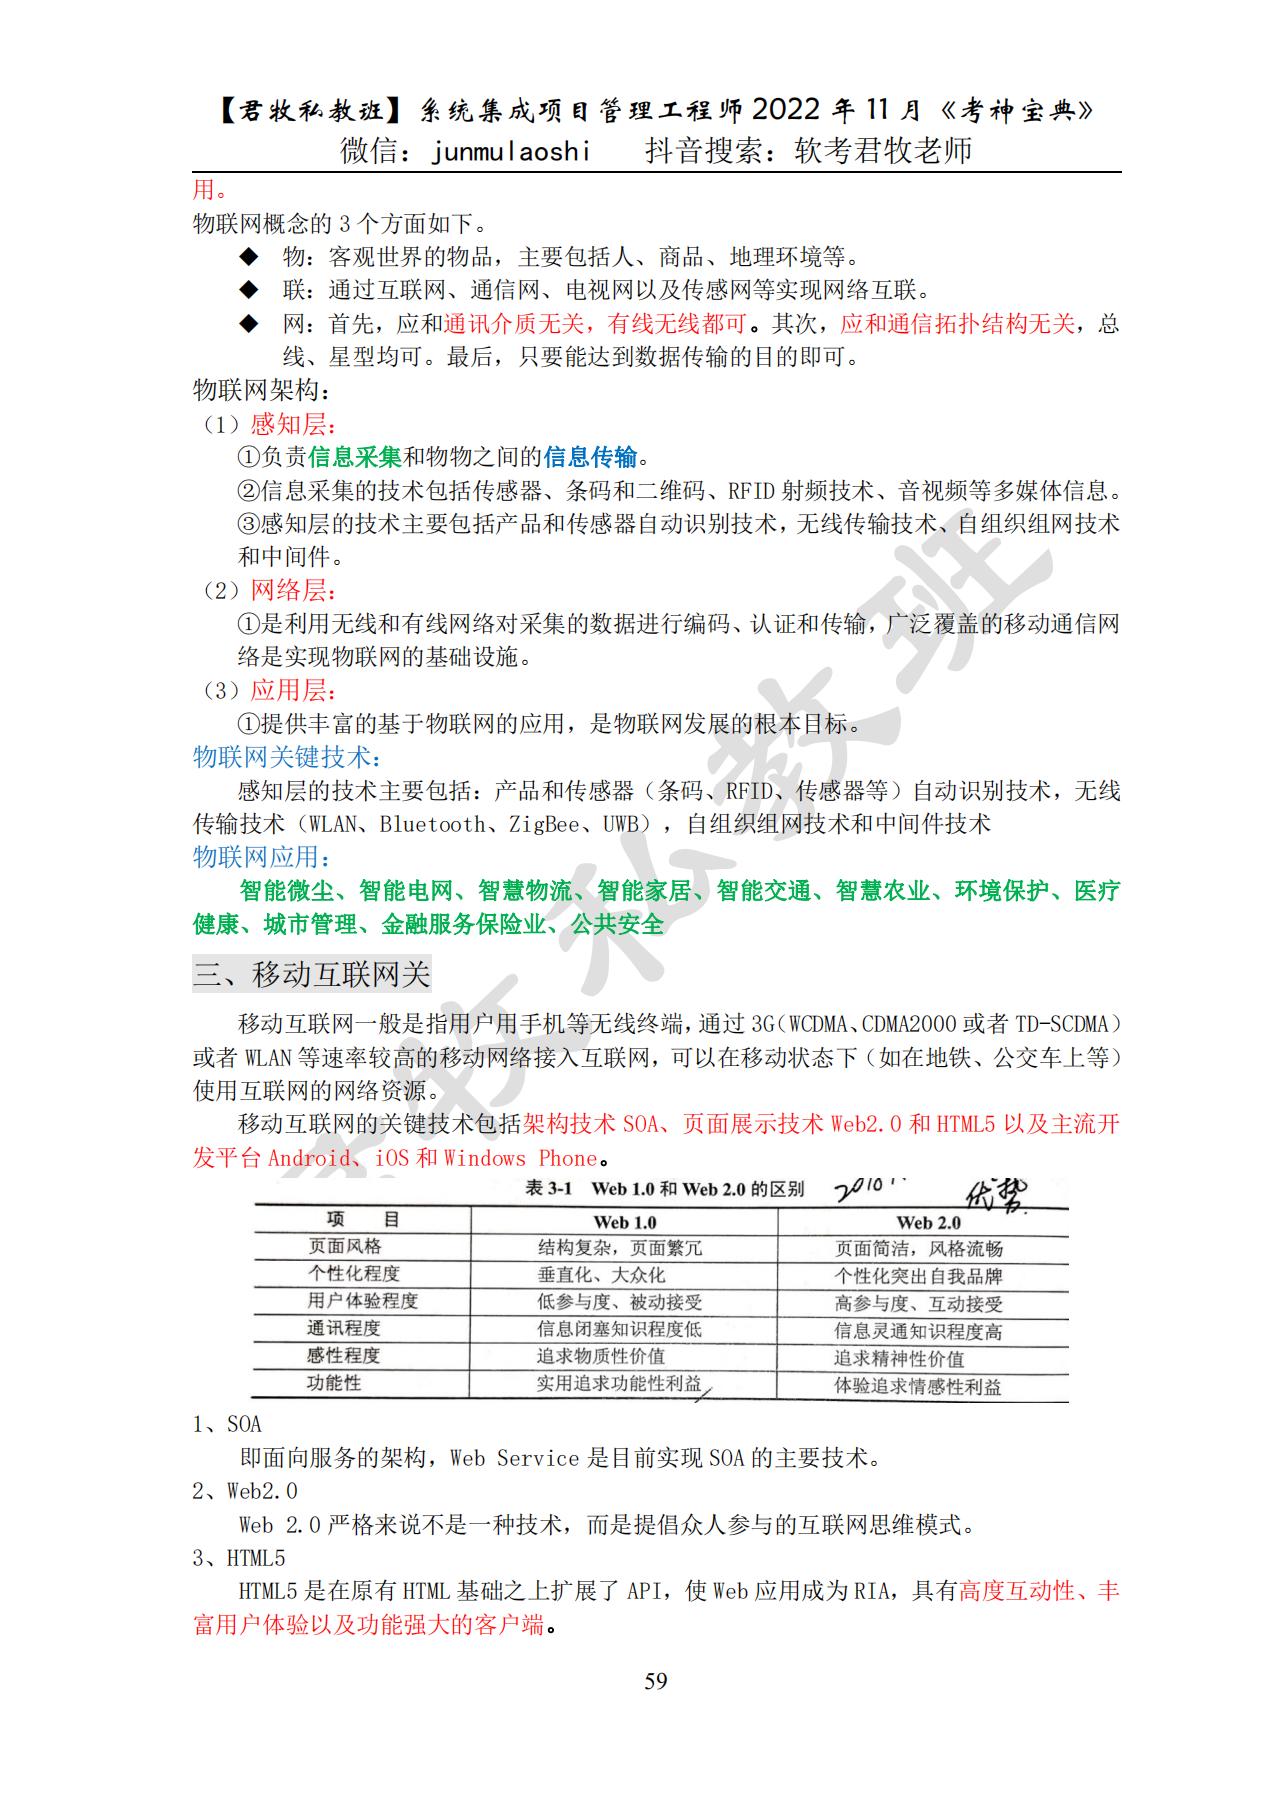 【君牧私教班】系统集成项目管理工程师 2022 年 11 月《考神宝典》
微信：junmulaoshi 抖音搜索：软考君牧老师
用。
物联网概念的 3 个方面如下。
◆ 物：客观世界的物品，主要包括人、商品、地理环境等。
◆ 联：通过互联网、通信网、电视网以及传感网等实现网络互联。
◆ 网：首先，应和通讯介质无关，有线无线都可。其次，应和通信拓扑结构无关，总
线、星型均可。最后，只要能达到数据传输的目的即可。
物联网架构：
（1）感知层：
①负责信息采集和物物之间的信息传输。
②信息采集的技术包括传感器、条码和二维码、RFID 射频技术、音视频等多媒体信息。
③感知层的技术主要包括产品和传感器自动识别技术，无线传输技术、自组织组网技术
和中间件。
（2）网络层：
①是利用无线和有线网络对采集的数据进行编码、认证和传输，广泛覆盖的移动通信网
络是实现物联网的基础设施。
（3）应用层：
①提供丰富的基于物联网的应用，是物联网发展的根本目标。
物联网关键技术：
感知层的技术主要包括：产品和传感器（条码、RFID、传感器等）自动识别技术，无线
传输技术（WLAN、Bluetooth、ZigBee、UWB），自组织组网技术和中间件技术
物联网应用：
智能微尘、智能电网、智慧物流、智能家居、智能交通、智慧农业、环境保护、医疗
健康、城市管理、金融服务保险业、公共安全
三、移动互联网关
移动互联网一般是指用户用手机等无线终端，通过 3G（WCDMA、CDMA2000 或者 TD-SCDMA）
或者 WLAN 等速率较高的移动网络接入互联网，可以在移动状态下（如在地铁、公交车上等）
使用互联网的网络资源。
移动互联网的关键技术包括架构技术 SOA、页面展示技术 Web2.0 和 HTML5 以及主流开
发平台 Android、iOS 和 Windows Phone。
表 3-1 Web 1.0 和 Web 2.0 的区别 优势
项 目 Web 1.0 Web 2.0
页面风格 结构复杂，页面繁冗 页面简洁，风格流畅
个性化程度 垂直化、大众化 个性化突出自我品牌
用户体验程度 低参与度、被动接受 高参与度、互动接受
通讯程度 信息闭塞知识程度低 信息灵通知识程度高
感性程度 追求物质性价值 追求精神性价值
功能性 实用追求功能性利益 体验追求情感性利益
1、SOA
即面向服务的架构，Web Service 是目前实现 SOA 的主要技术。
2、Web2.0
Web 2.0 严格来说不是一种技术，而是提倡众人参与的互联网思维模式。
3、HTML5
HTML5 是在原有 HTML 基础之上扩展了 API，使 Web 应用成为 RIA，具有高度互动性、丰
富用户体验以及功能强大的客户端。
59
牧私教班